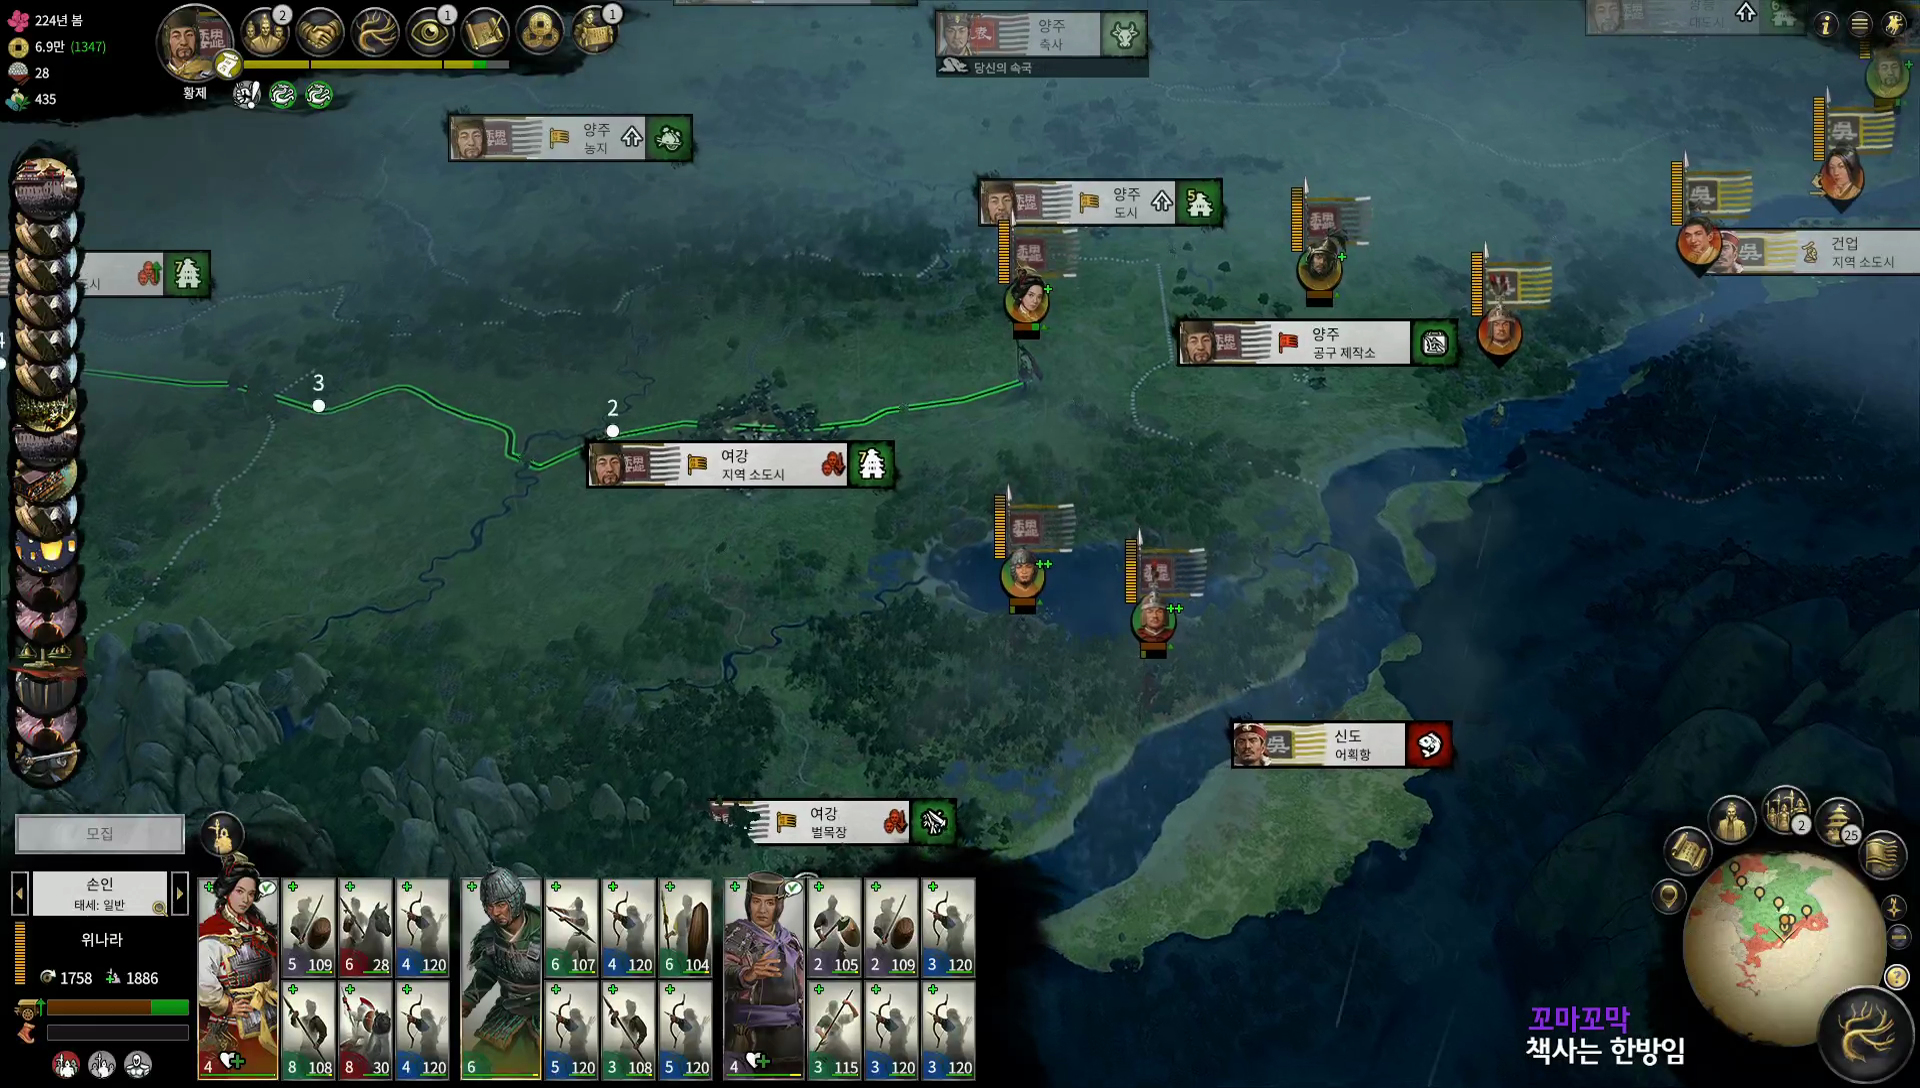 224년 봄
6.9만 (1347)
28
435
황제
2
1
1
양주
축사
당신의 속국
양주
농지
양주
도시
5
건업
지역 소도시
7
양주
공구 제작소
3
2
여강
지역 소도시
7
신도
어획항
여강
벌목장
모집
손인
태세: 일반
위나라
1758
1886
4
5 109
6 28
4 120
8 108
8 30
4 120
6
6 107
4 120
6 104
5 120
3 108
5 120
4
2 105
2 109
3 120
3 115
3 120
3 120
2
25
N
?
꼬마꼬막
책사는 한방임